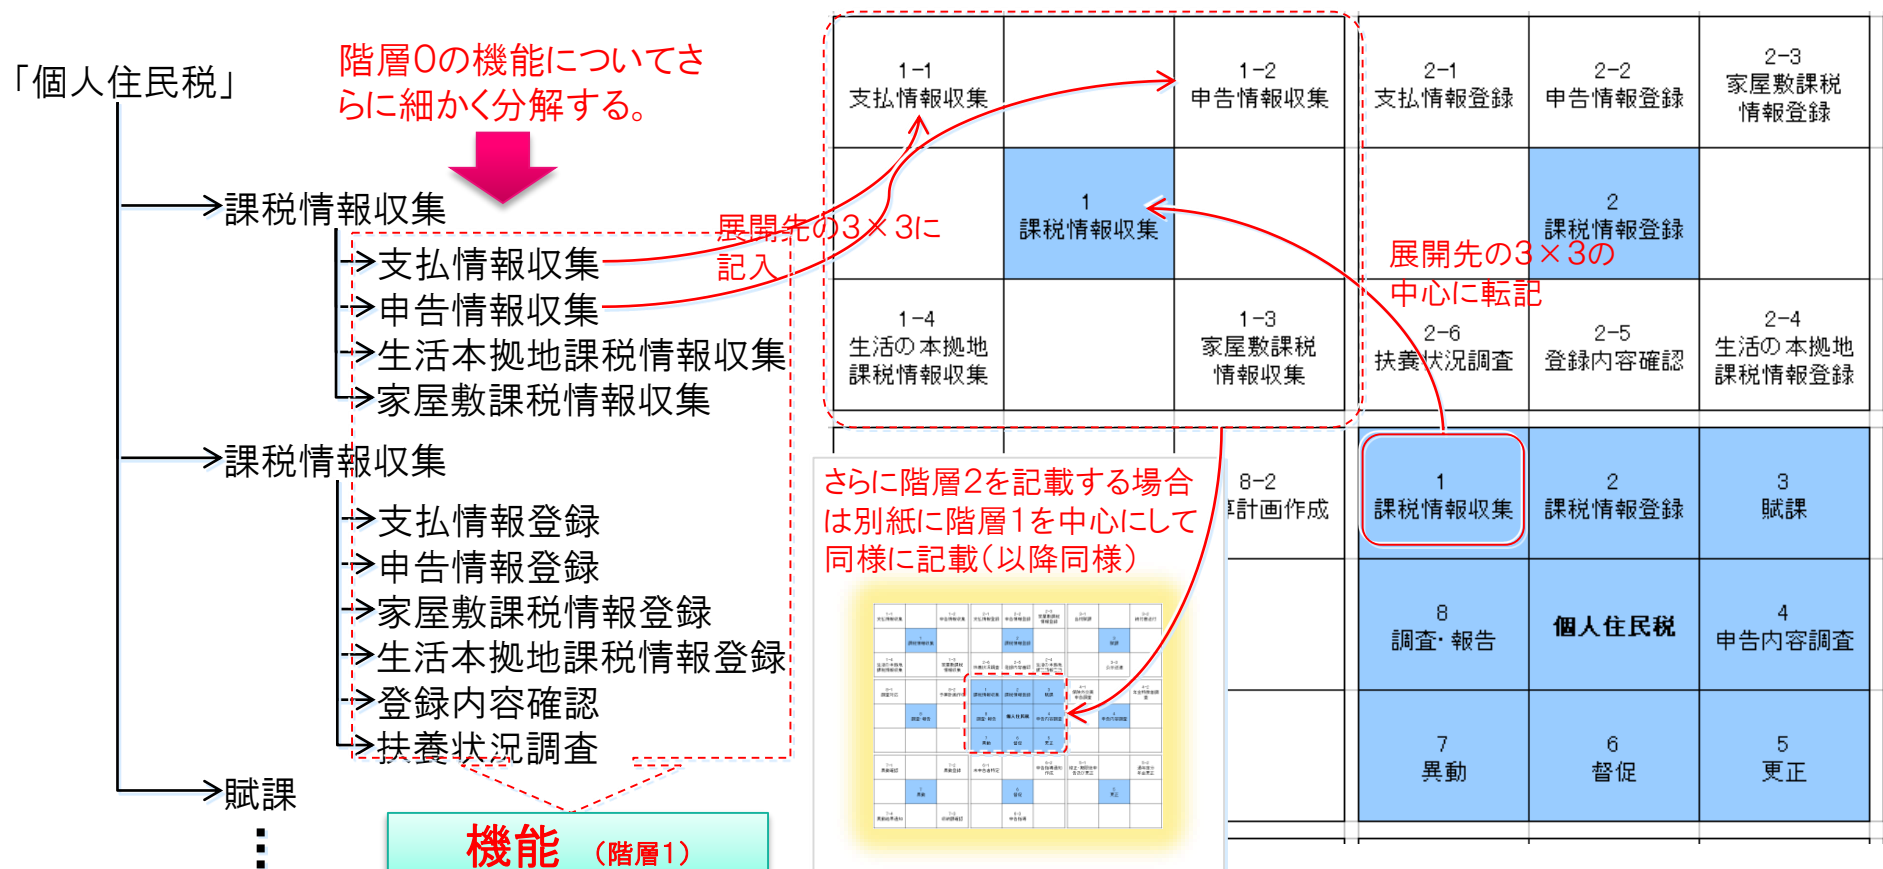 「個人住民税」
階層0の機能についてさ
らに細かく分解する。
課税情報収集
支払情報収集
申告情報収集
生活本拠地課税情報収集
家屋敷課税情報収集
課税情報収集
支払情報登録
申告情報登録
家屋敷課税情報登録
生活本拠地課税情報登録
登録内容確認
扶養状況調査
賦課
機能 (階層1)
展開先の3×3に
記入
1-1
支払情報収集
1-2
申告情報収集
1
課税情報収集
1-4
生活の本拠地
課税情報収集
1-3
家屋敷課税
情報収集
2-1
支払情報登録
2-2
申告情報登録
2-3
家屋敷課税
情報登録
2
課税情報登録
展開先の3×3の
中心に転記
2-6
扶養状況調査
2-5
登録内容確認
2-4
生活の本拠地
課税情報登録
さらに階層2を記載する場合
は別紙に階層1を中心にして
同様に記載(以降同様)
8-2
算計画作成
1
課税情報収集
2
課税情報登録
3
賦課
8
調査・報告
個人住民税
4
申告内容調査
7
異動
6
督促
5
更正